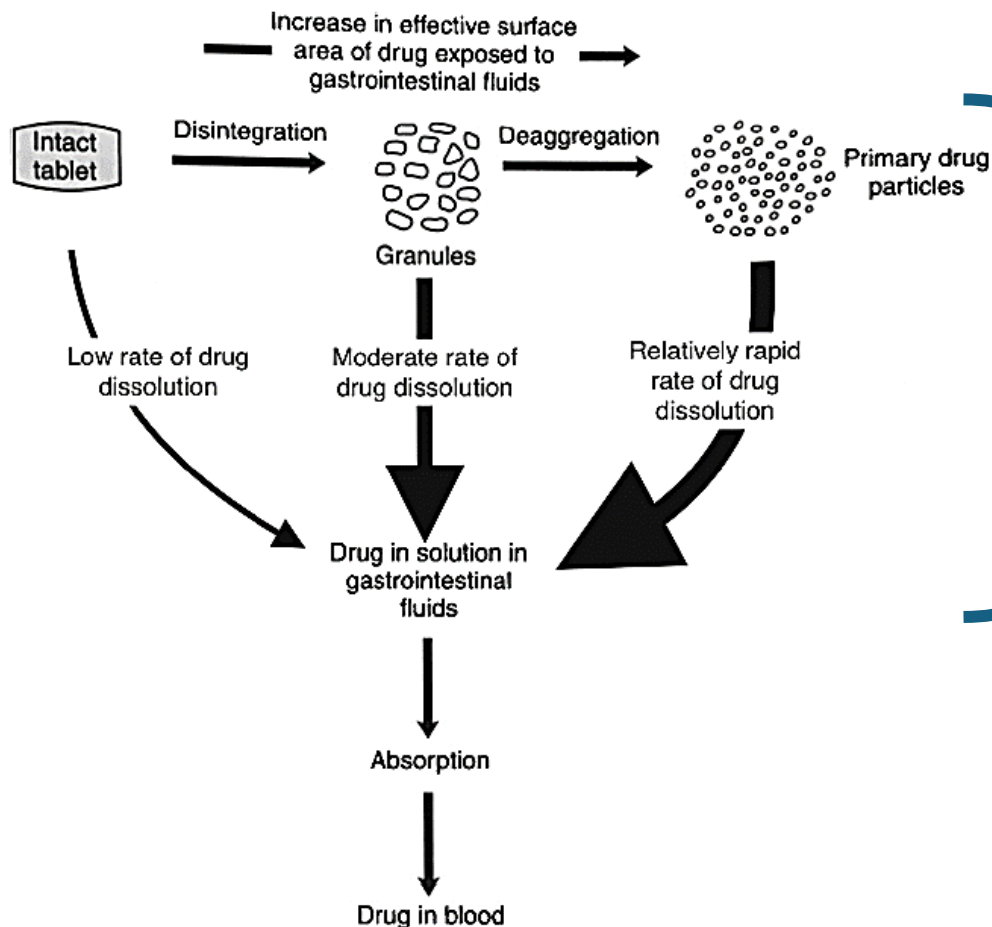 Increase in effective surface
area of drug exposed to
gastrointestinal fluids
Intact
tablet
Disintegration
Deaggregation
Primary drug
particles
Granules
Low rate of drug
dissolution
Moderate rate of
drug dissolution
Relatively rapid
rate of drug
dissolution
Drug in solution in
gastrointestinal
fluids
Absorption
Drug in blood